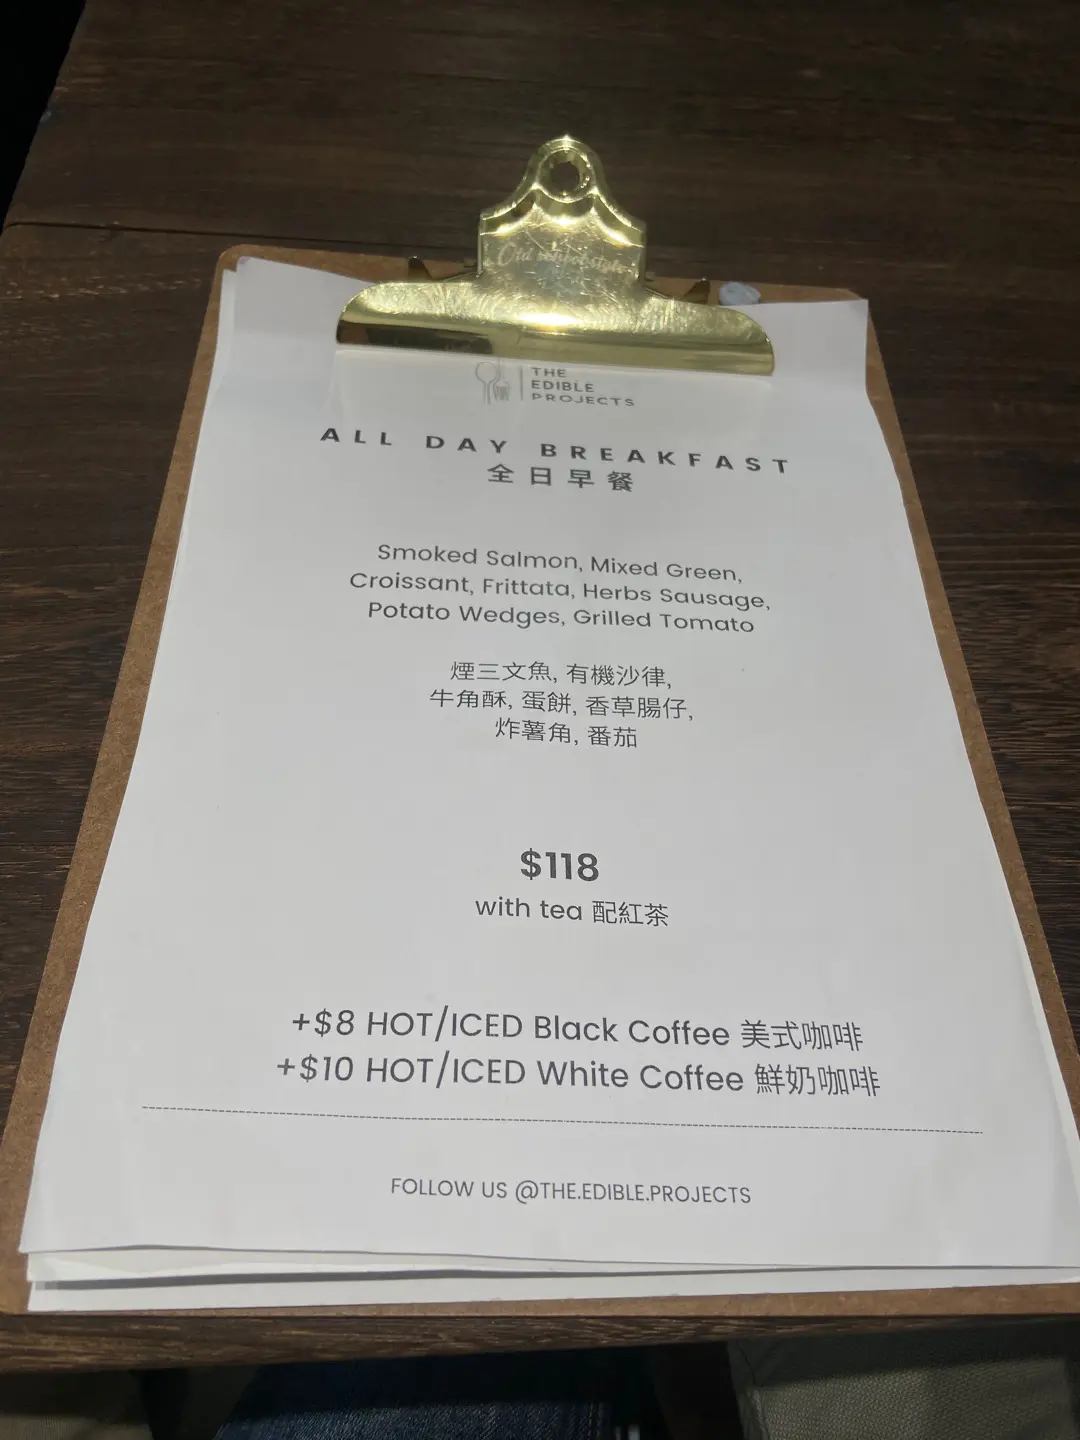 Old school style
THE
EDIBLE
PROJECTS
ALL DAY BREAKFAST
全日早餐
Smoked Salmon, Mixed Green,
Croissant, Frittata, Herbs Sausage,
Potato Wedges, Grilled Tomato
煙三文魚, 有機沙律,
牛角酥, 蛋餅, 香草腸仔,
炸薯角, 番茄
$118
with tea 配紅茶
+$8 HOT/ICED Black Coffee 美式咖啡
+$10 HOT/ICED White Coffee 鮮奶咖啡
FOLLOW US @THE.EDIBLE.PROJECTS